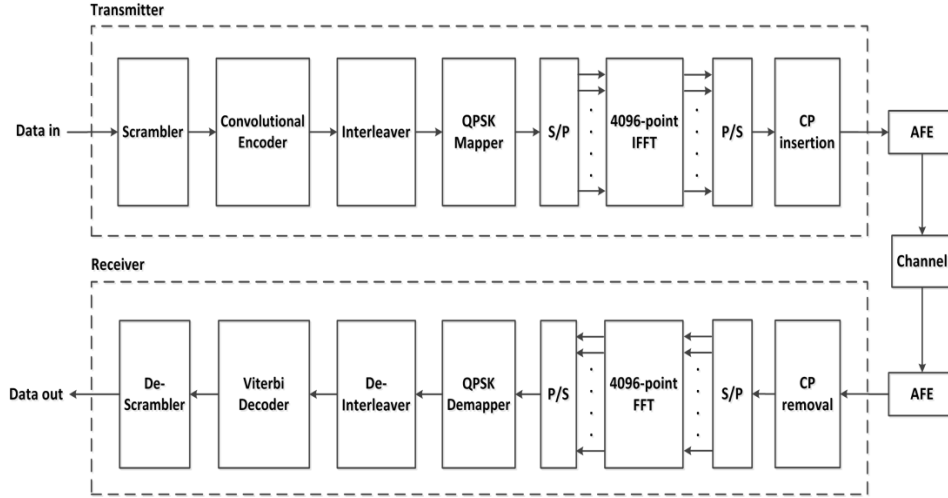 Transmitter
Data in
Scrambler
Convolutional
Encoder
Interleaver
QPSK
Mapper
S/P
4096-point
IFFT
P/S
CP
insertion
AFE
Channel
Receiver
Data out
De-
Scrambler
Viterbi
Decoder
De-
Interleaver
QPSK
Demapper
P/S
4096-point
FFT
S/P
CP
removal
AFE